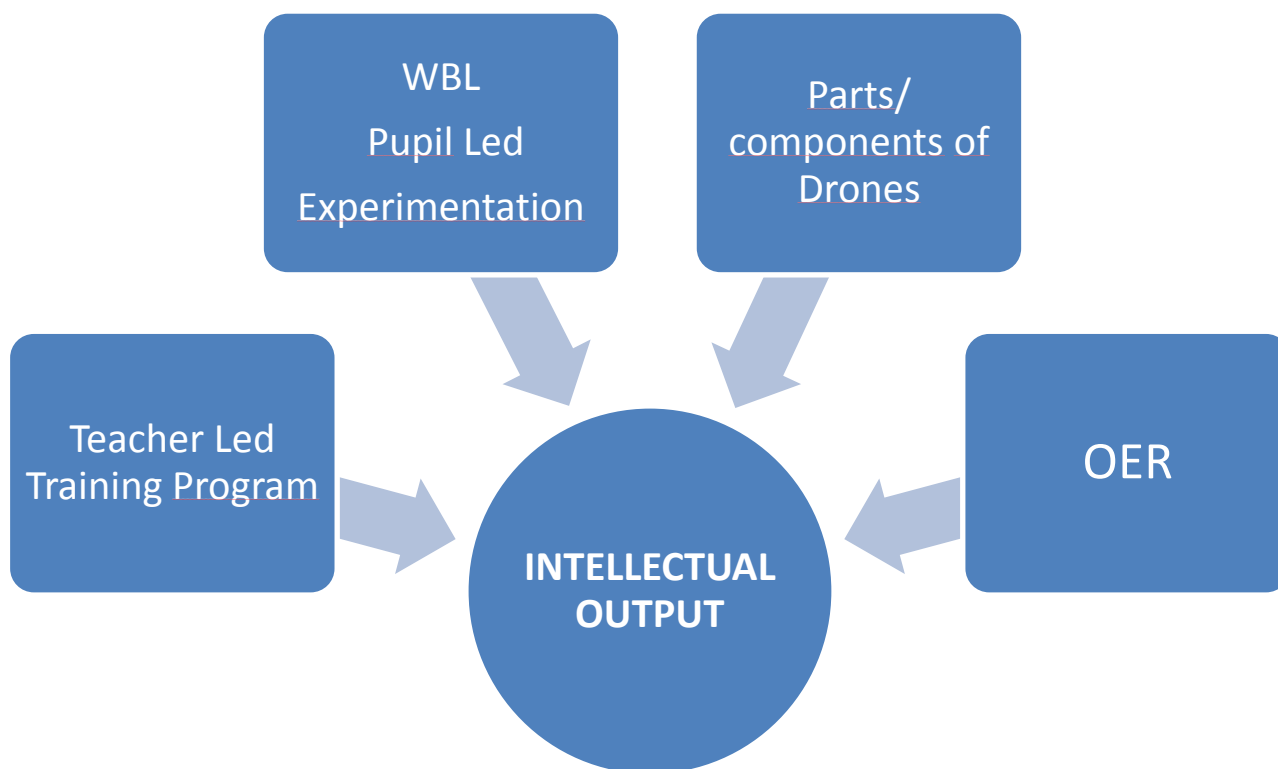 WBL
Pupil Led
Experimentation
Parts/
components of
Drones
Teacher Led
Training Program
OER
INTELLECTUAL
OUTPUT